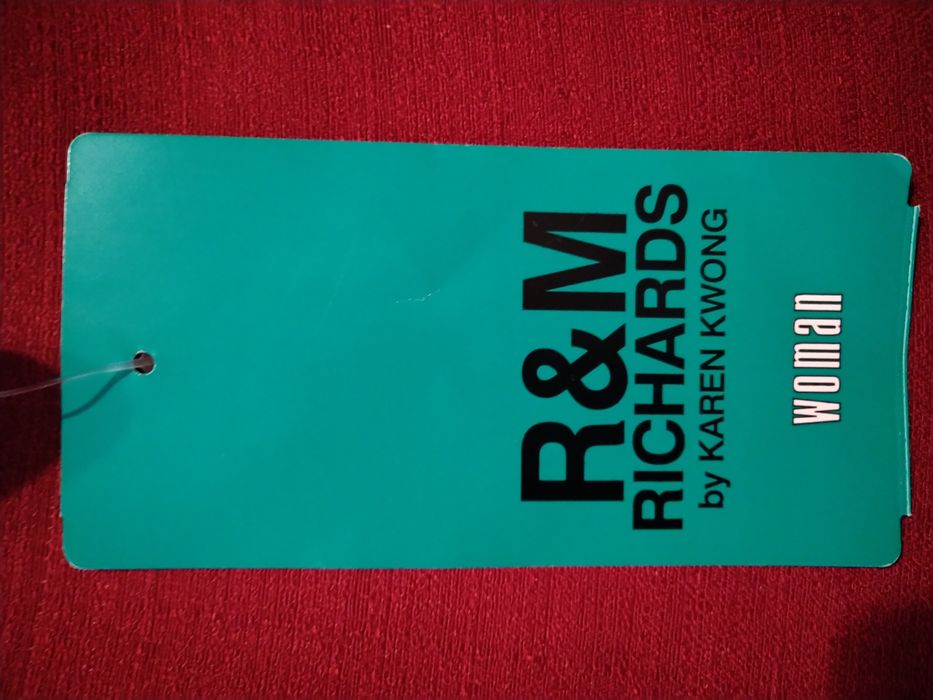 R&M
RICHARDS
by KAREN KWONG
woman